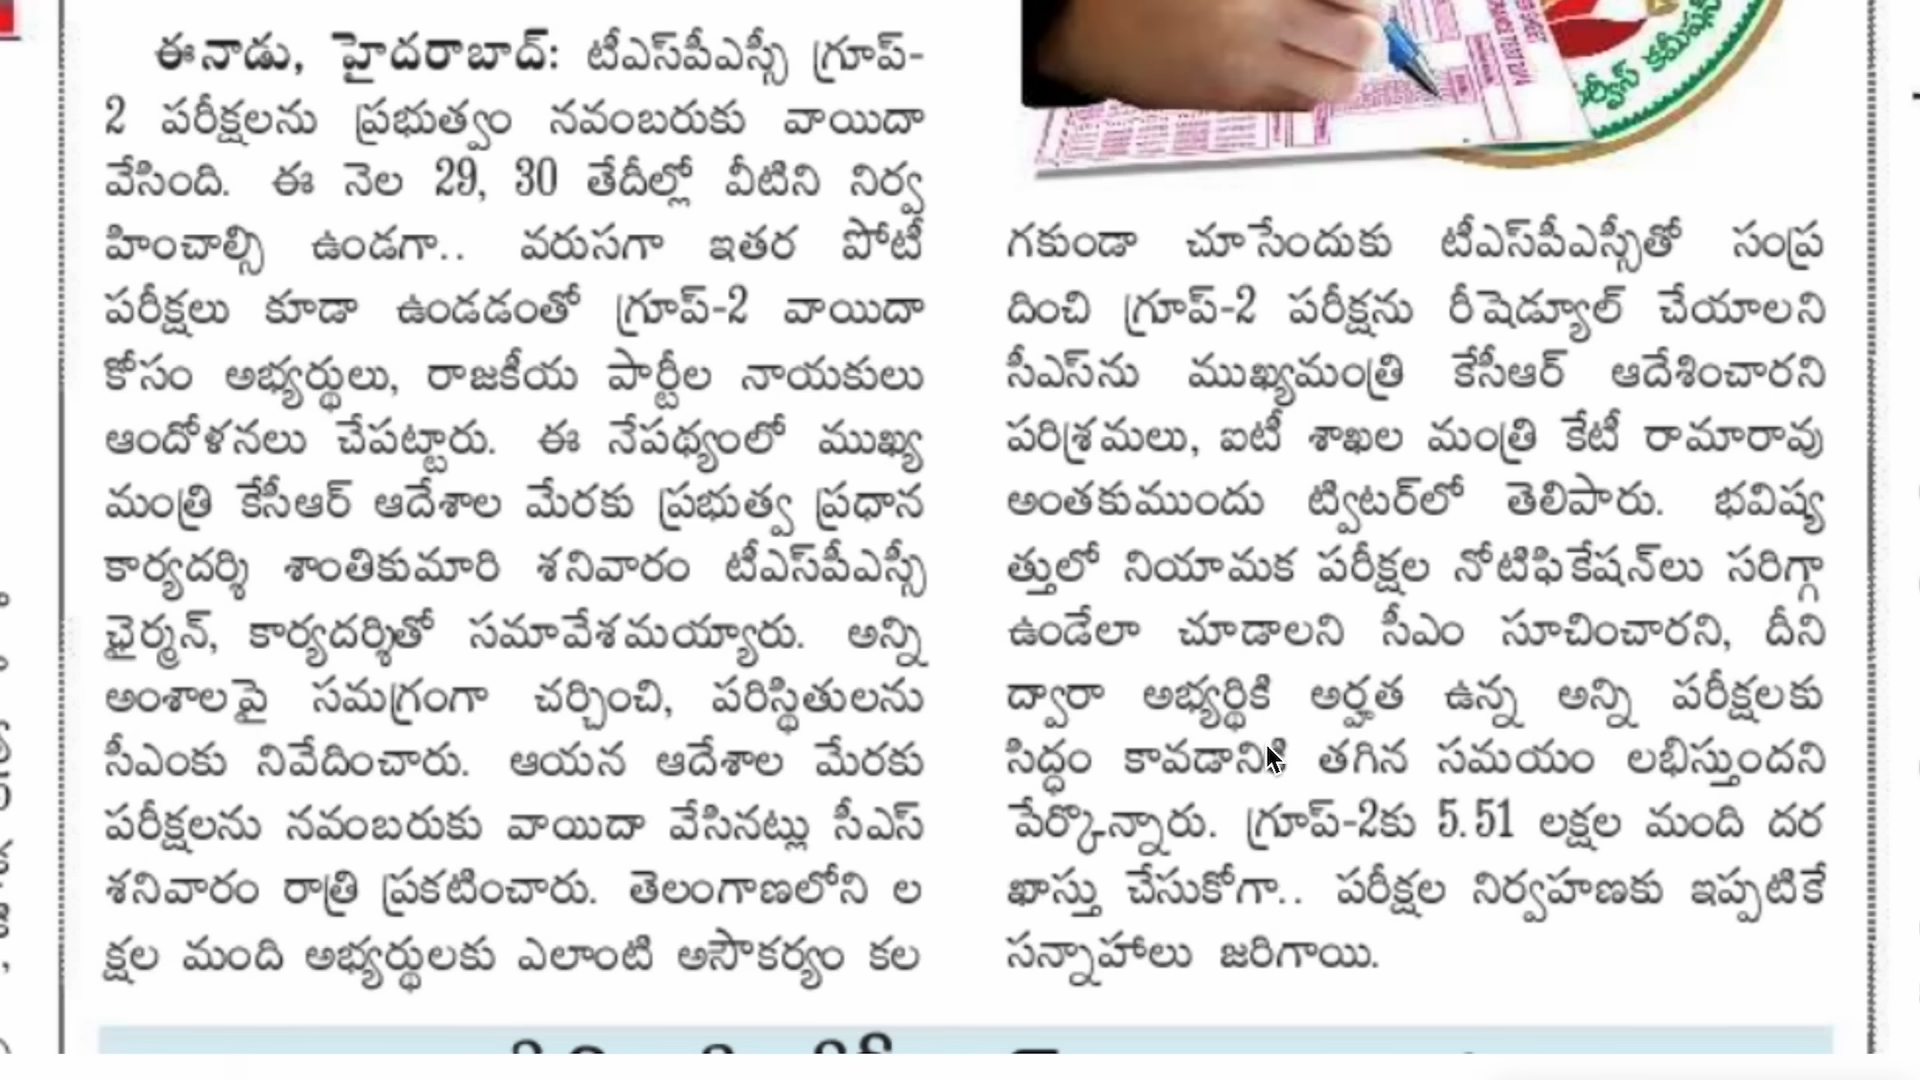 ఈనాడు, హైదరాబాద్: టీఎస్‌పీఎస్సీ గ్రూప్-
2 పరీక్షలను ప్రభుత్వం నవంబరుకు వాయిదా
వేసింది. ఈ నెల 29, 30 తేదీల్లో వీటిని నిర్వ
హించాల్సి ఉండగా.. వరుసగా ఇతర పోటీ
పరీక్షలు కూడా ఉండడంతో గ్రూప్-2 వాయిదా
కోసం అభ్యర్థులు, రాజకీయ పార్టీల నాయకులు
ఆందోళనలు చేపట్టారు. ఈ నేపథ్యంలో ముఖ్య
మంత్రి కేసీఆర్ ఆదేశాల మేరకు ప్రభుత్వ ప్రధాన
కార్యదర్శి శాంతికుమారి శనివారం టీఎస్‌పీఎస్సీ
ఛైర్మన్, కార్యదర్శితో సమావేశమయ్యారు. అన్ని
అంశాలపై సమగ్రంగా చర్చించి, పరిస్థితులను
సీఎంకు నివేదించారు. ఆయన ఆదేశాల మేరకు
పరీక్షలను నవంబరుకు వాయిదా వేసినట్లు సీఎస్
శనివారం రాత్రి ప్రకటించారు. తెలంగాణలోని ల
క్షల మంది అభ్యర్థులకు ఎలాంటి అసౌకర్యం కల
ర్వీస్ కమీషన్
గకుండా చూసేందుకు టీఎస్‌పీఎస్సీతో సంప్ర
దించి గ్రూప్-2 పరీక్షను రీషెడ్యూల్ చేయాలని
సీఎస్‌ను ముఖ్యమంత్రి కేసీఆర్ ఆదేశించారని
పరిశ్రమలు, ఐటీ శాఖల మంత్రి కేటీ రామారావు
అంతకుముందు ట్విటర్‌లో తెలిపారు. భవిష్య
త్తులో నియామక పరీక్షల నోటిఫికేషన్‌లు సరిగ్గా
ఉండేలా చూడాలని సీఎం సూచించారని, దీని
ద్వారా అభ్యర్థికి అర్హత ఉన్న అన్ని పరీక్షలకు
సిద్ధం కావడానికి తగిన సమయం లభిస్తుందని
పేర్కొన్నారు. గ్రూప్-2కు 5.51 లక్షల మంది దర
ఖాస్తు చేసుకోగా.. పరీక్షల నిర్వహణకు ఇప్పటికే
సన్నాహాలు జరిగాయి.